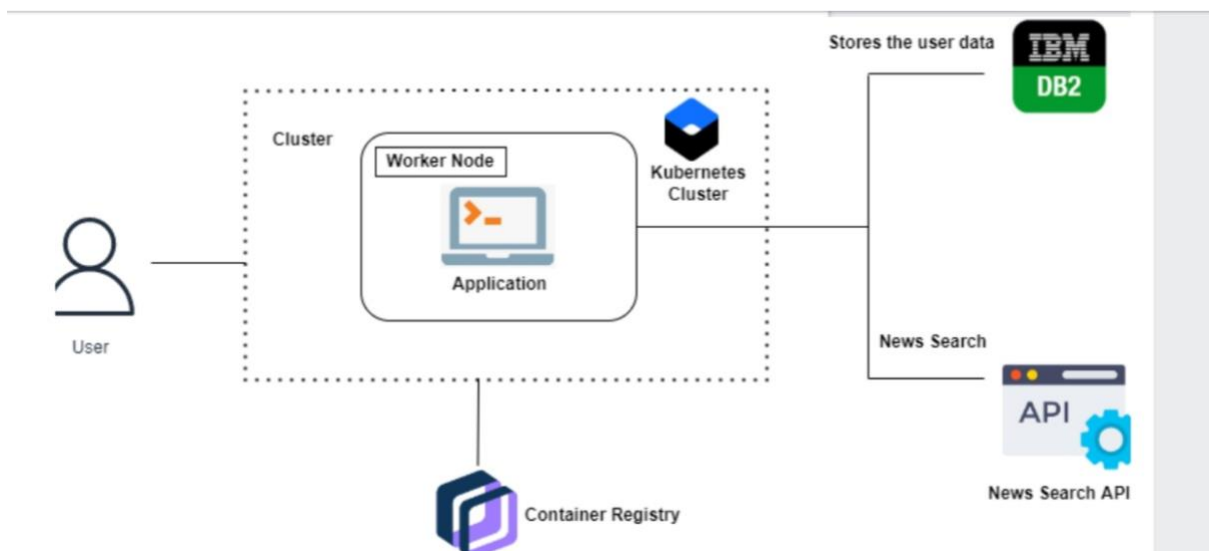 Stores the user data
IBM
DB2
Cluster
Worker Node
Kubernetes
Cluster
Application
User
News Search
API
News Search API
Container Registry